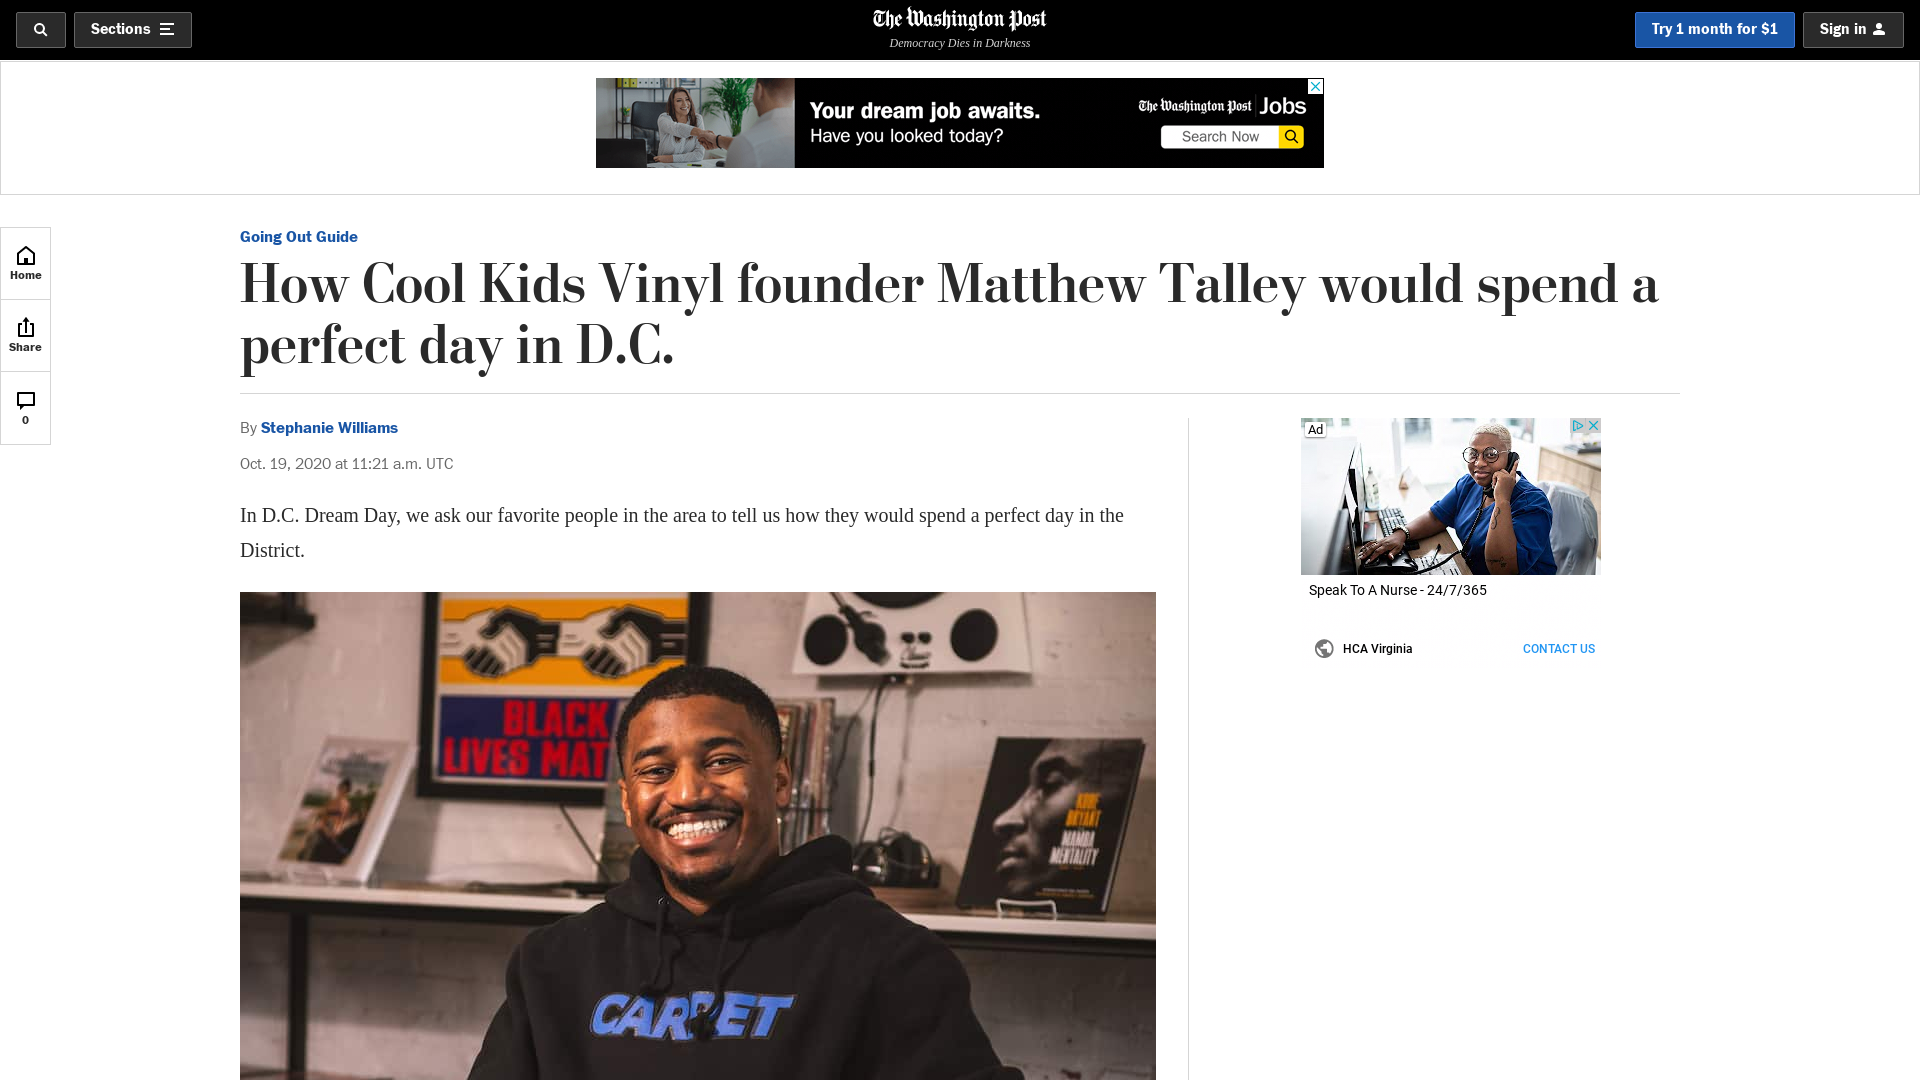 Sections
The Washington Post
Democracy Dies in Darkness
Try 1 month for $1
Sign in
Your dream job awaits.
Have you looked today?
The Washington Post Jobs
Search Now
Home
Share
0
Going Out Guide
How Cool Kids Vinyl founder Matthew Talley would spend a
perfect day in D.C.
By Stephanie Williams
Oct. 19, 2020 at 11:21 a.m. UTC
In D.C. Dream Day, we ask our favorite people in the area to tell us how they would spend a perfect day in the
District.
BLACK
LIVES MAT
KOBE
BRYANT
THE
MAMBA
MENTALITY
CARPET
Ad
Speak To A Nurse - 24/7/365
HCA Virginia
CONTACT US